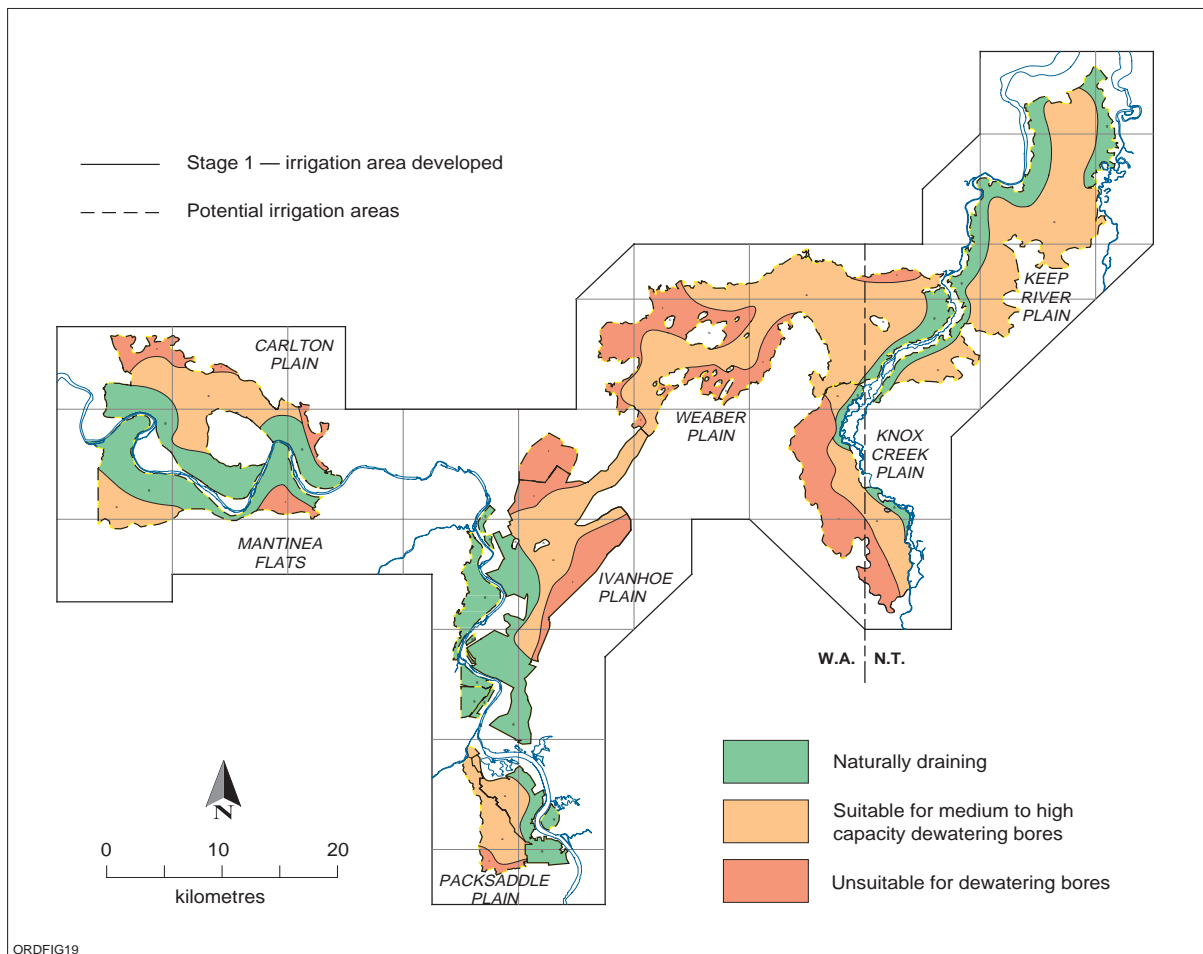 Stage 1 — irrigation area developed
Potential irrigation areas
KEEP
RIVER
PLAIN
CARLTON
PLAIN
WEABER
PLAIN
KNOX
CREEK
PLAIN
MANTINEA
FLATS
IVANHOE
PLAIN
W.A.
N.T.
Naturally draining
Suitable for medium to high
capacity dewatering bores
Unsuitable for dewatering bores
N
0 10 20
kilometres
PACKSADDLE
PLAIN
ORDFIG19